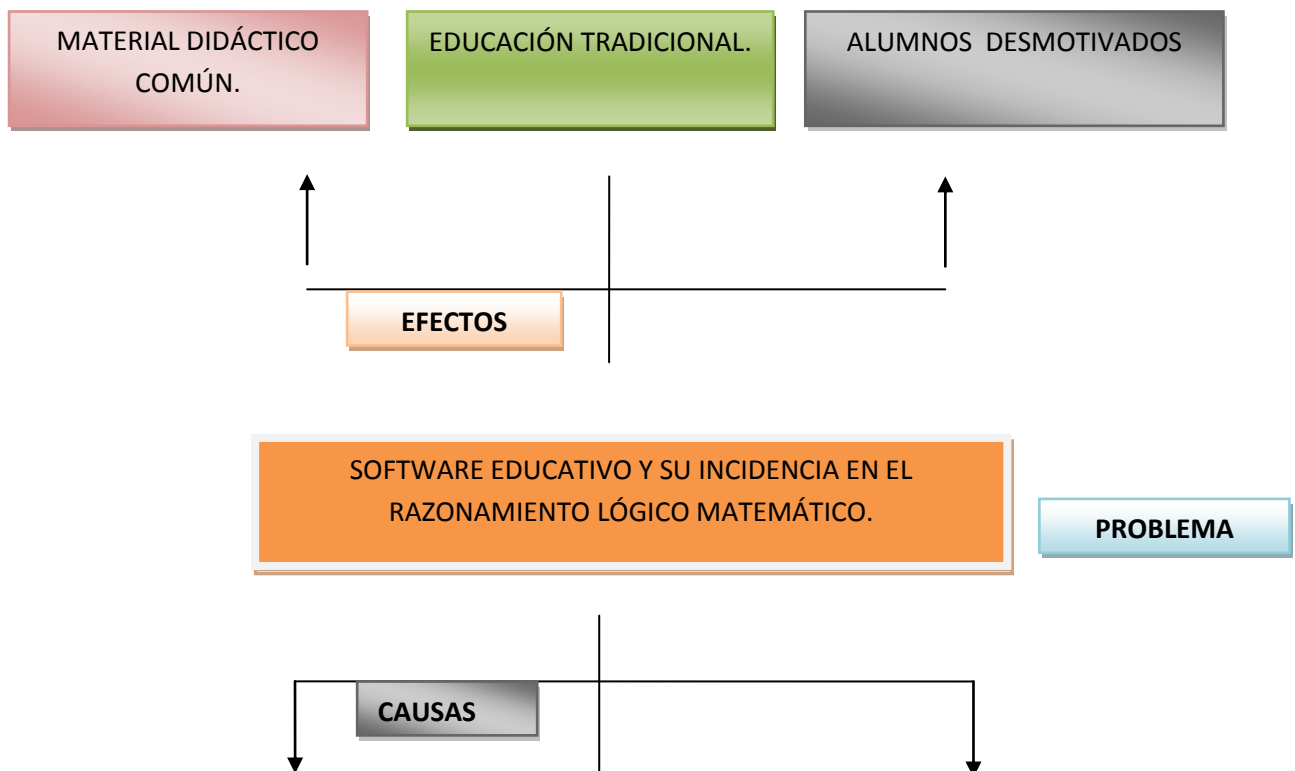 MATERIAL DIDÁCTICO
COMÚN.
EDUCACIÓN TRADICIONAL.
ALUMNOS DESMOTIVADOS
EFECTOS
SOFTWARE EDUCATIVO Y SU INCIDENCIA EN EL
RAZONAMIENTO LÓGICO MATEMÁTICO.
PROBLEMA
CAUSAS